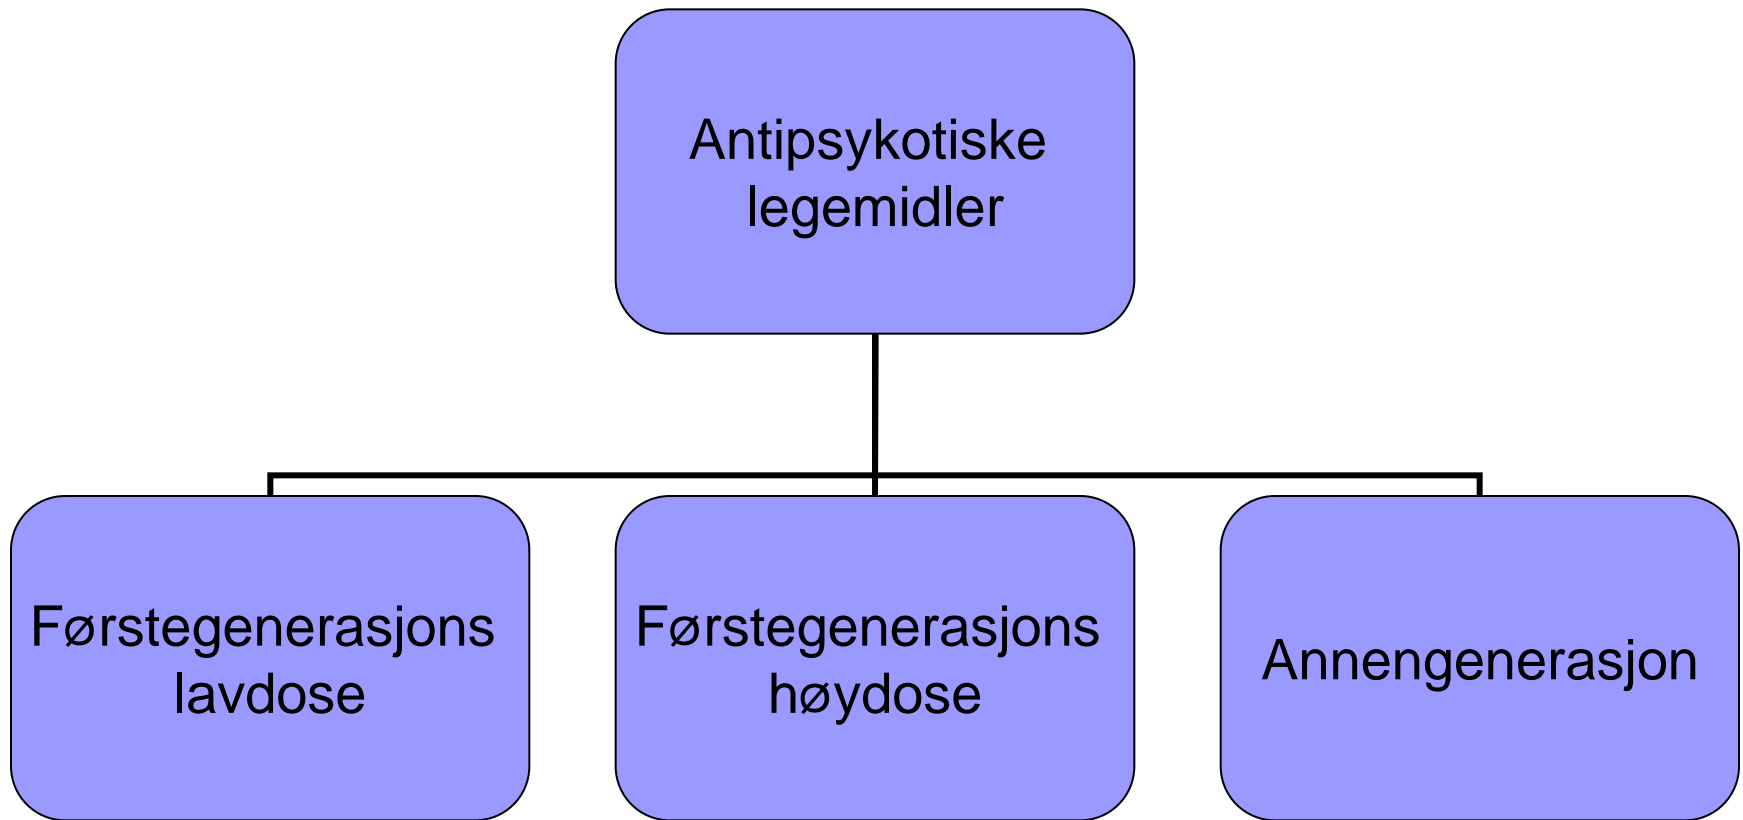 Antipsykotiske
legemidler
Førstegenerasjons
lavdose
Førstegenerasjons
høydose
Annengenerasjon